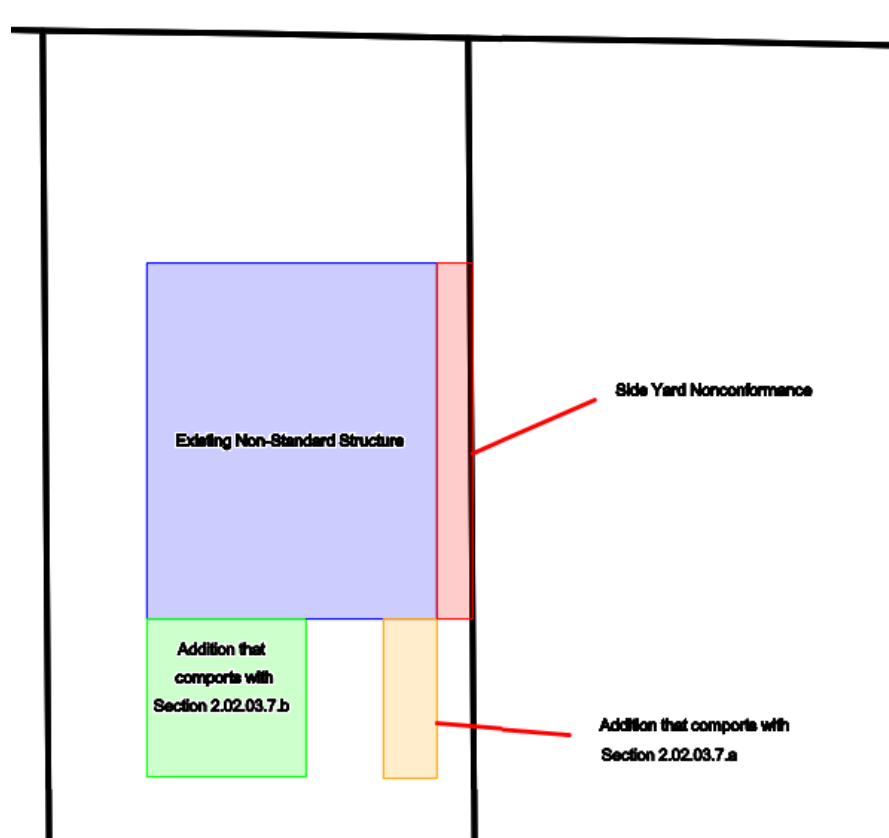 Side Yard Nonconformance
Existing Non-Standard Structure
Addition that
comports with
Section 2.02.03.7.b
Addition that comports with
Section 2.02.03.7.a